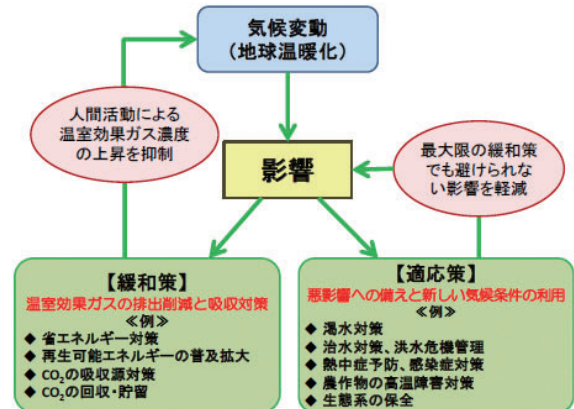 気候変動
（地球温暖化）
人間活動による
温室効果ガス濃度
の上昇を抑制
影響
最大限の緩和策
でも避けられな
い影響を軽減
【緩和策】
温室効果ガスの排出削減と吸収対策
≪例≫
◆ 省エネルギー対策
◆ 再生可能エネルギーの普及拡大
◆ CO₂の吸収源対策
◆ CO₂の回収・貯留
【適応策】
悪影響への備えと新しい気候条件の利用
≪例≫
◆ 渇水対策
◆ 治水対策、洪水危機管理
◆ 熱中症予防、感染症対策
◆ 農作物の高温障害対策
◆ 生態系の保全